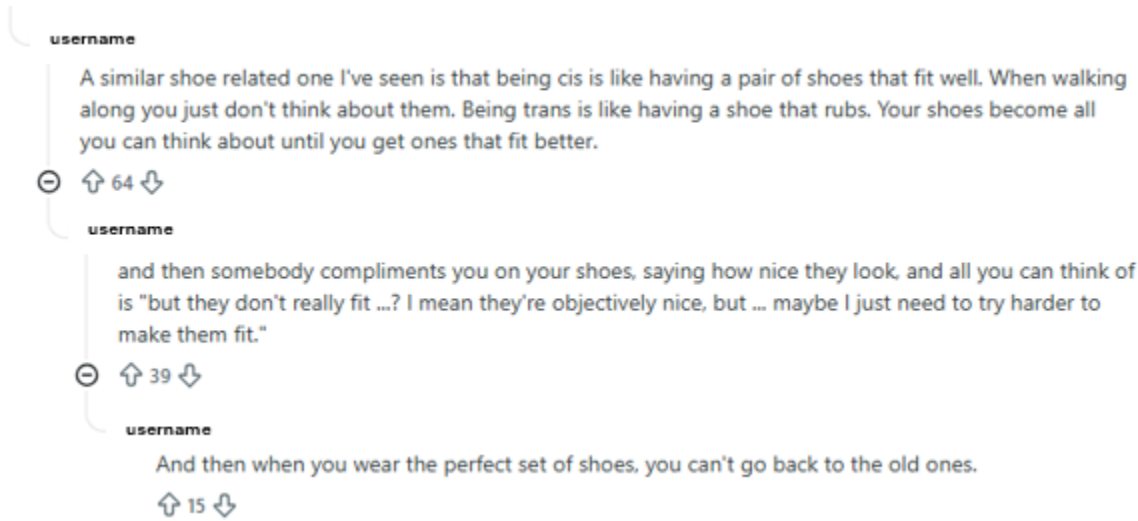 username
A similar shoe related one I've seen is that being cis is like having a pair of shoes that fit well. When walking
along you just don't think about them. Being trans is like having a shoe that rubs. Your shoes become all
you can think about until you get ones that fit better.
64
username
and then somebody compliments you on your shoes, saying how nice they look, and all you can think of
is "but they don't really fit ...? I mean they're objectively nice, but ... maybe I just need to try harder to
make them fit."
39
username
And then when you wear the perfect set of shoes, you can't go back to the old ones.
15